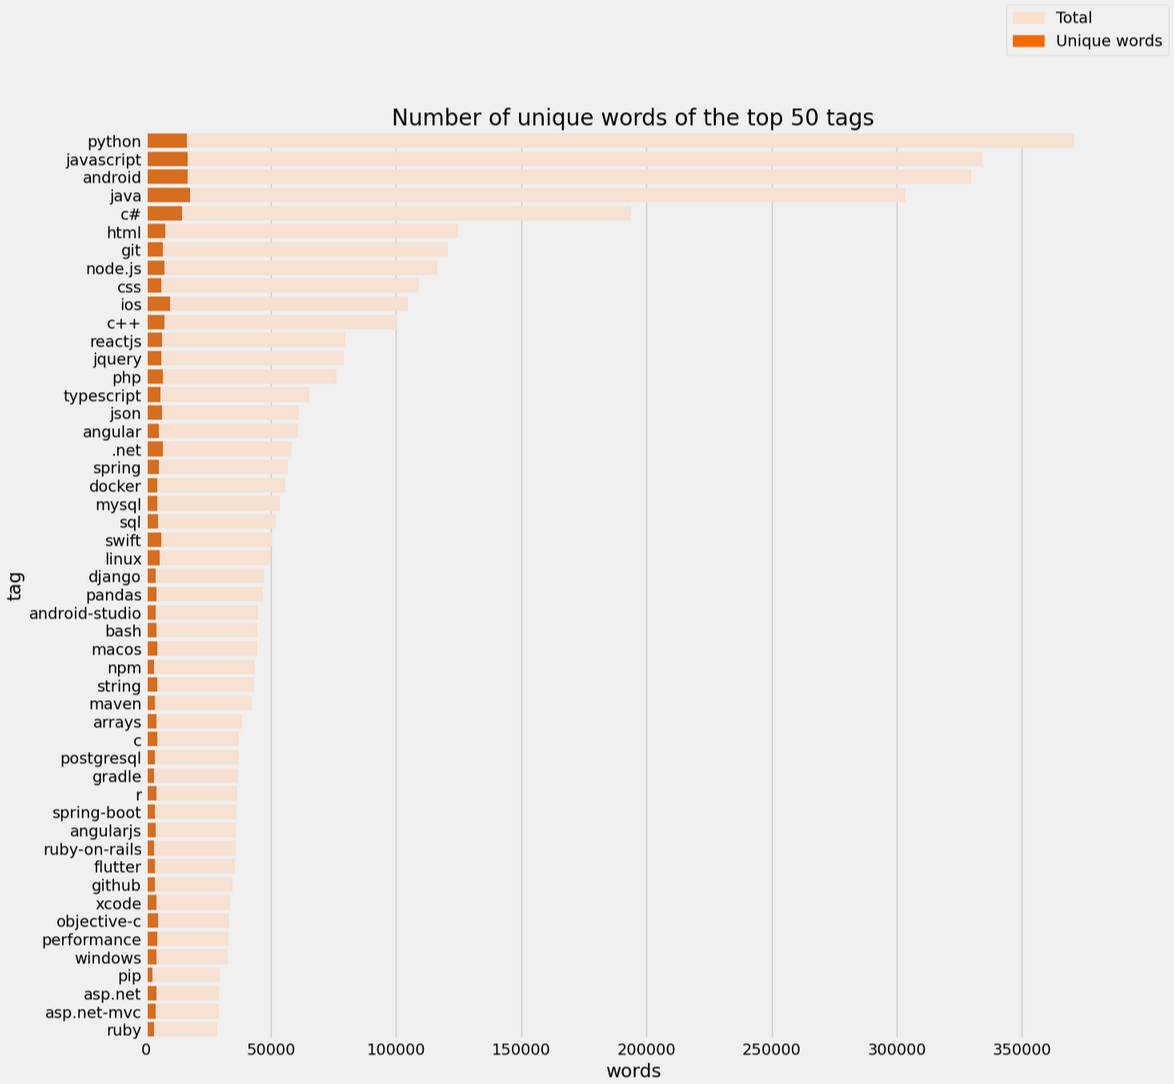 Total
Unique words
Number of unique words of the top 50 tags
python
javascript
android
java
c#
html
git
node.js
css
ios
c++
reactjs
jquery
php
typescript
json
angular
.net
spring
docker
mysql
sql
swift
linux
django
pandas
android-studio
bash
macos
npm
string
maven
arrays
c
postgresql
gradle
r
spring-boot
angularjs
ruby-on-rails
flutter
github
xcode
objective-c
performance
windows
pip
asp.net
asp.net-mvc
ruby
tag
0 50000 100000 150000 200000 250000 300000 350000
words